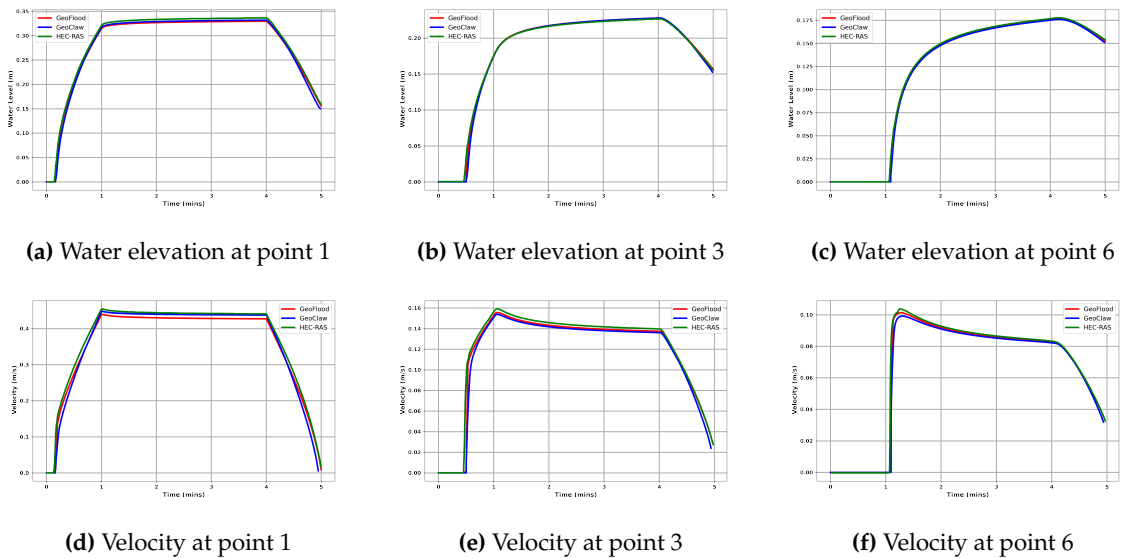 0.35
0.30
0.25
0.20
0.15
0.10
0.05
0.00
Water Level (m)
GeoFlood
GeoClaw
HEC-RAS
0 1 2 3 4 5
Time (mins)
(a) Water elevation at point 1
0.20
0.15
0.10
0.05
0.00
Water Level (m)
GeoFlood
GeoClaw
HEC-RAS
0 1 2 3 4 5
Time (mins)
(b) Water elevation at point 3
0.175
0.150
0.125
0.100
0.075
0.050
0.025
0.000
Water Level (m)
GeoFlood
GeoClaw
HEC-RAS
0 1 2 3 4 5
Time (mins)
(c) Water elevation at point 6
0.4
0.3
0.2
0.1
0.0
Velocity (m/s)
GeoFlood
GeoClaw
HEC-RAS
0 1 2 3 4 5
Time (mins)
(d) Velocity at point 1
0.16
0.14
0.12
0.10
0.08
0.06
0.04
0.02
0.00
Velocity (m/s)
GeoFlood
GeoClaw
HEC-RAS
0 1 2 3 4 5
Time (mins)
(e) Velocity at point 3
0.10
0.08
0.06
0.04
0.02
0.00
Velocity (m/s)
GeoFlood
GeoClaw
HEC-RAS
0 1 2 3 4 5
Time (mins)
(f) Velocity at point 6